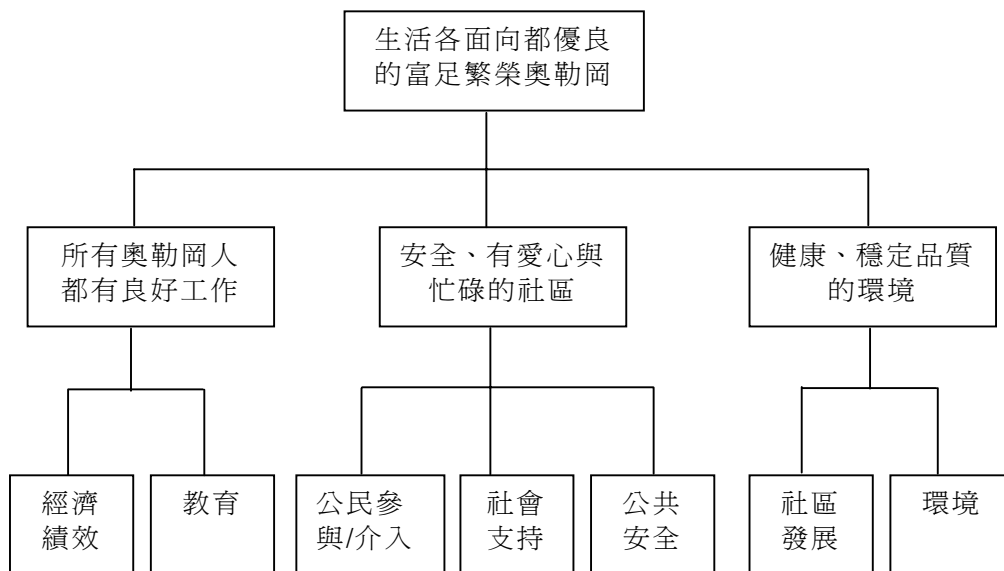 生活各面向都優良
的富足繁榮奧勒岡
所有奧勒岡人
都有良好工作
安全、有愛心與
忙碌的社區
健康、穩定品質
的環境
經濟
績效
教育
公民參
與/介入
社會
支持
公共
安全
社區
發展
環境